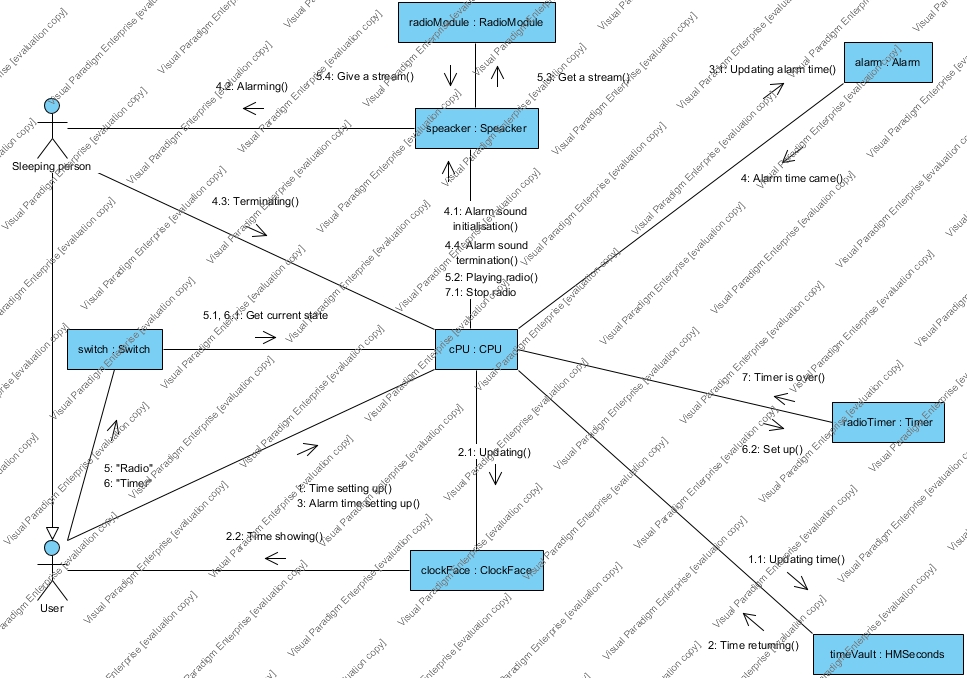 radioModule : RadioModule
alarm : Alarm
3.1: Updating alarm time()
5.4: Give a stream()
5.3: Get a stream()
4.2: Alarming()
speacker : Speacker
Sleeping person
4: Alarm time came()
4.3: Terminating()
4.1: Alarm sound
initialisation()
4.4: Alarm sound
termination()
5.2: Playing radio()
7.1: Stop radio
5.1, 6.1: Get current state
switch : Switch
cPU : CPU
7: Timer is over()
radioTimer : Timer
6.2: Set up()
2.1: Updating()
5: "Radio"
6: "Timer"
1: Time setting up()
3: Alarm time setting up()
2.2: Time showing()
clockFace : ClockFace
User
1.1: Updating time()
2: Time returning()
timeVault : HMSeconds
Visual Paradigm Enterprise [evaluation copy]